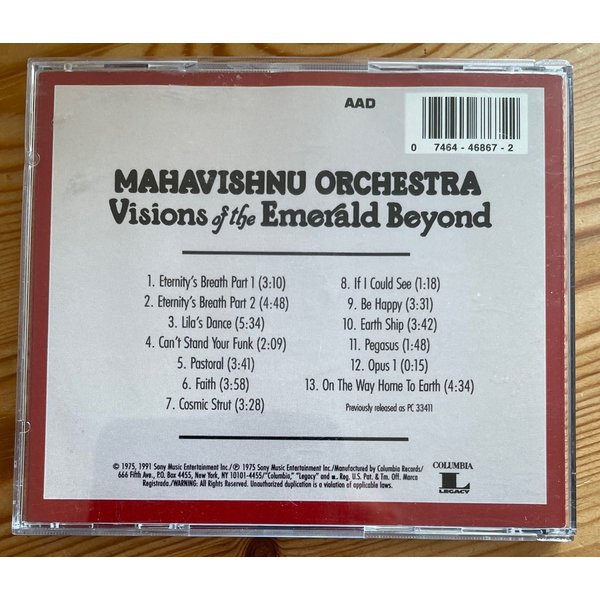 AAD
0 7464 - 46867 - 2
MAHAVISHNU ORCHESTRA
Visions of the Emerald Beyond
1. Eternity's Breath Part 1 (3:10)
2. Eternity's Breath Part 2 (4:48)
3. Lila's Dance (5:34)
4. Can't Stand Your Funk (2:09)
5. Pastoral (3:41)
6. Faith (3:58)
7. Cosmic Strut (3:28)
8. If I Could See (1:18)
9. Be Happy (3:31)
10. Earth Ship (3:42)
11. Pegasus (1:48)
12. Opus 1 (0:15)
13. On The Way Home To Earth (4:34)
Previously released as PC 33411
© 1975, 1991 Sony Music Entertainment Inc./℗ 1975 Sony Music Entertainment Inc./Manufactured by Columbia Records/
666 Fifth Ave., P.O. Box 4455, New York, NY 10101-4455/"Columbia," "Legacy" and Reg. U.S. Pat. & Tm. Off. Marca
Registrada./WARNING: All Rights Reserved. Unauthorized duplication is a violation of applicable laws.
COLUMBIA
L
LEGACY